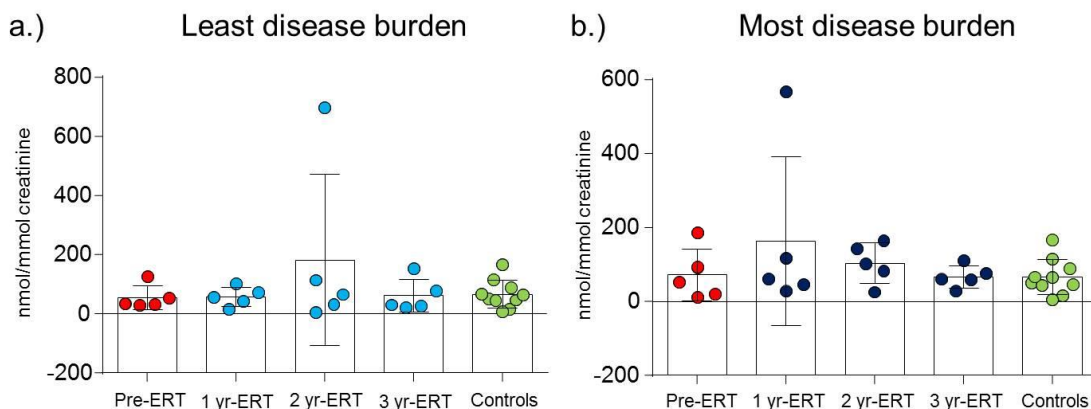 a.) Least disease burden
nmol/mmol creatinine
800
600
400
200
0
-200
Pre-ERT 1 yr-ERT 2 yr-ERT 3 yr-ERT Controls
b.) Most disease burden
nmol/mmol creatinine
600
400
200
0
-200
Pre-ERT 1 yr-ERT 2 yr-ERT 3 yr-ERT Controls